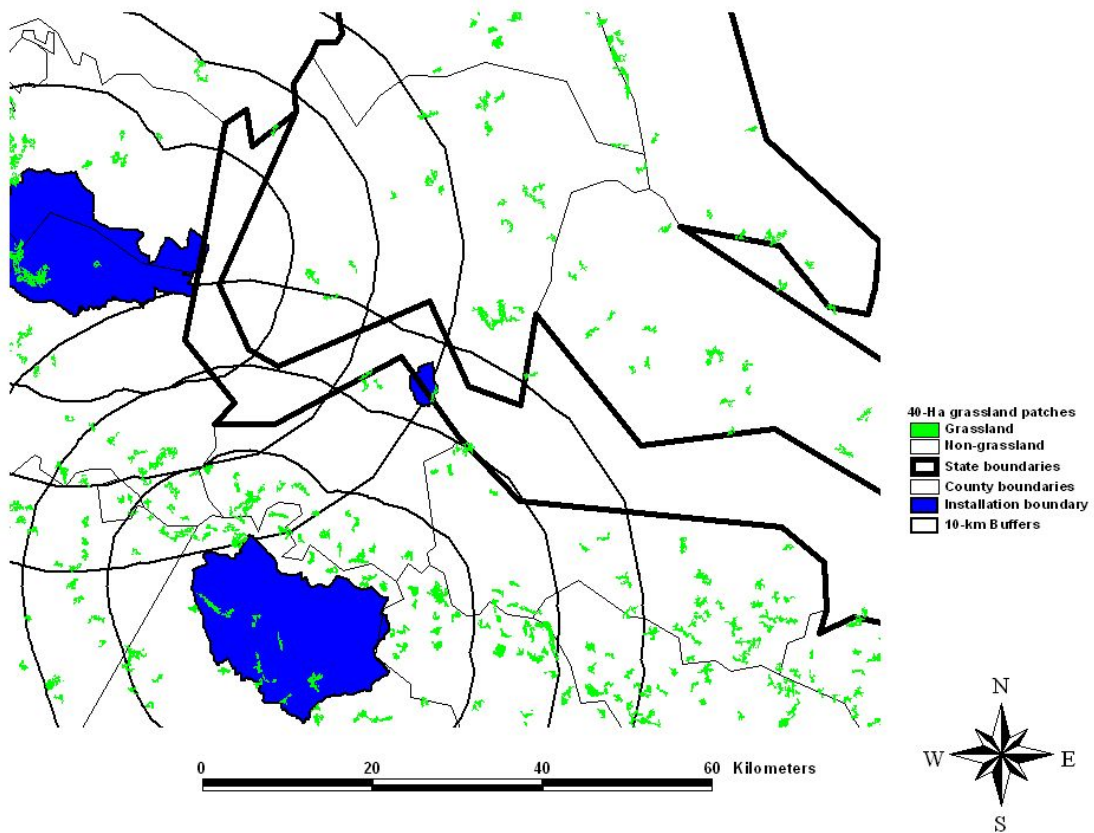 40-Ha grassland patches
Grassland
Non-grassland
State boundaries
County boundaries
Installation boundary
10-km Buffers
N
W E
S
0 20 40 60 Kilometers